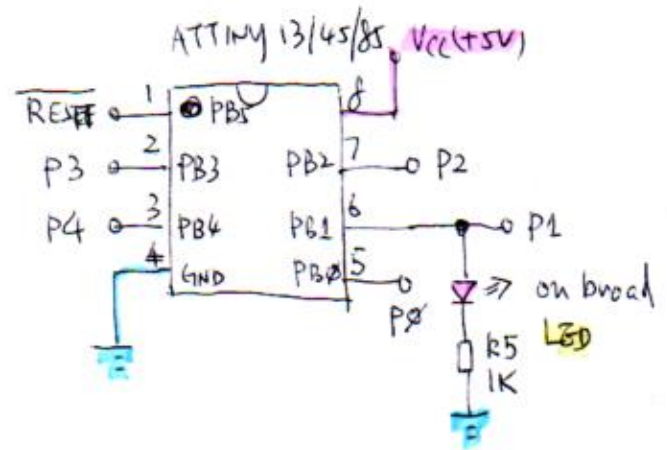 ATTINY 13/45/85
VCC(+5V)
RESET 1 PB5 8
P3 2 PB3 PB2 7 P2
P4 3 PB4 PB1 6 P1
4 GND PBØ 5 PØ
on broad
LED
R5
1K